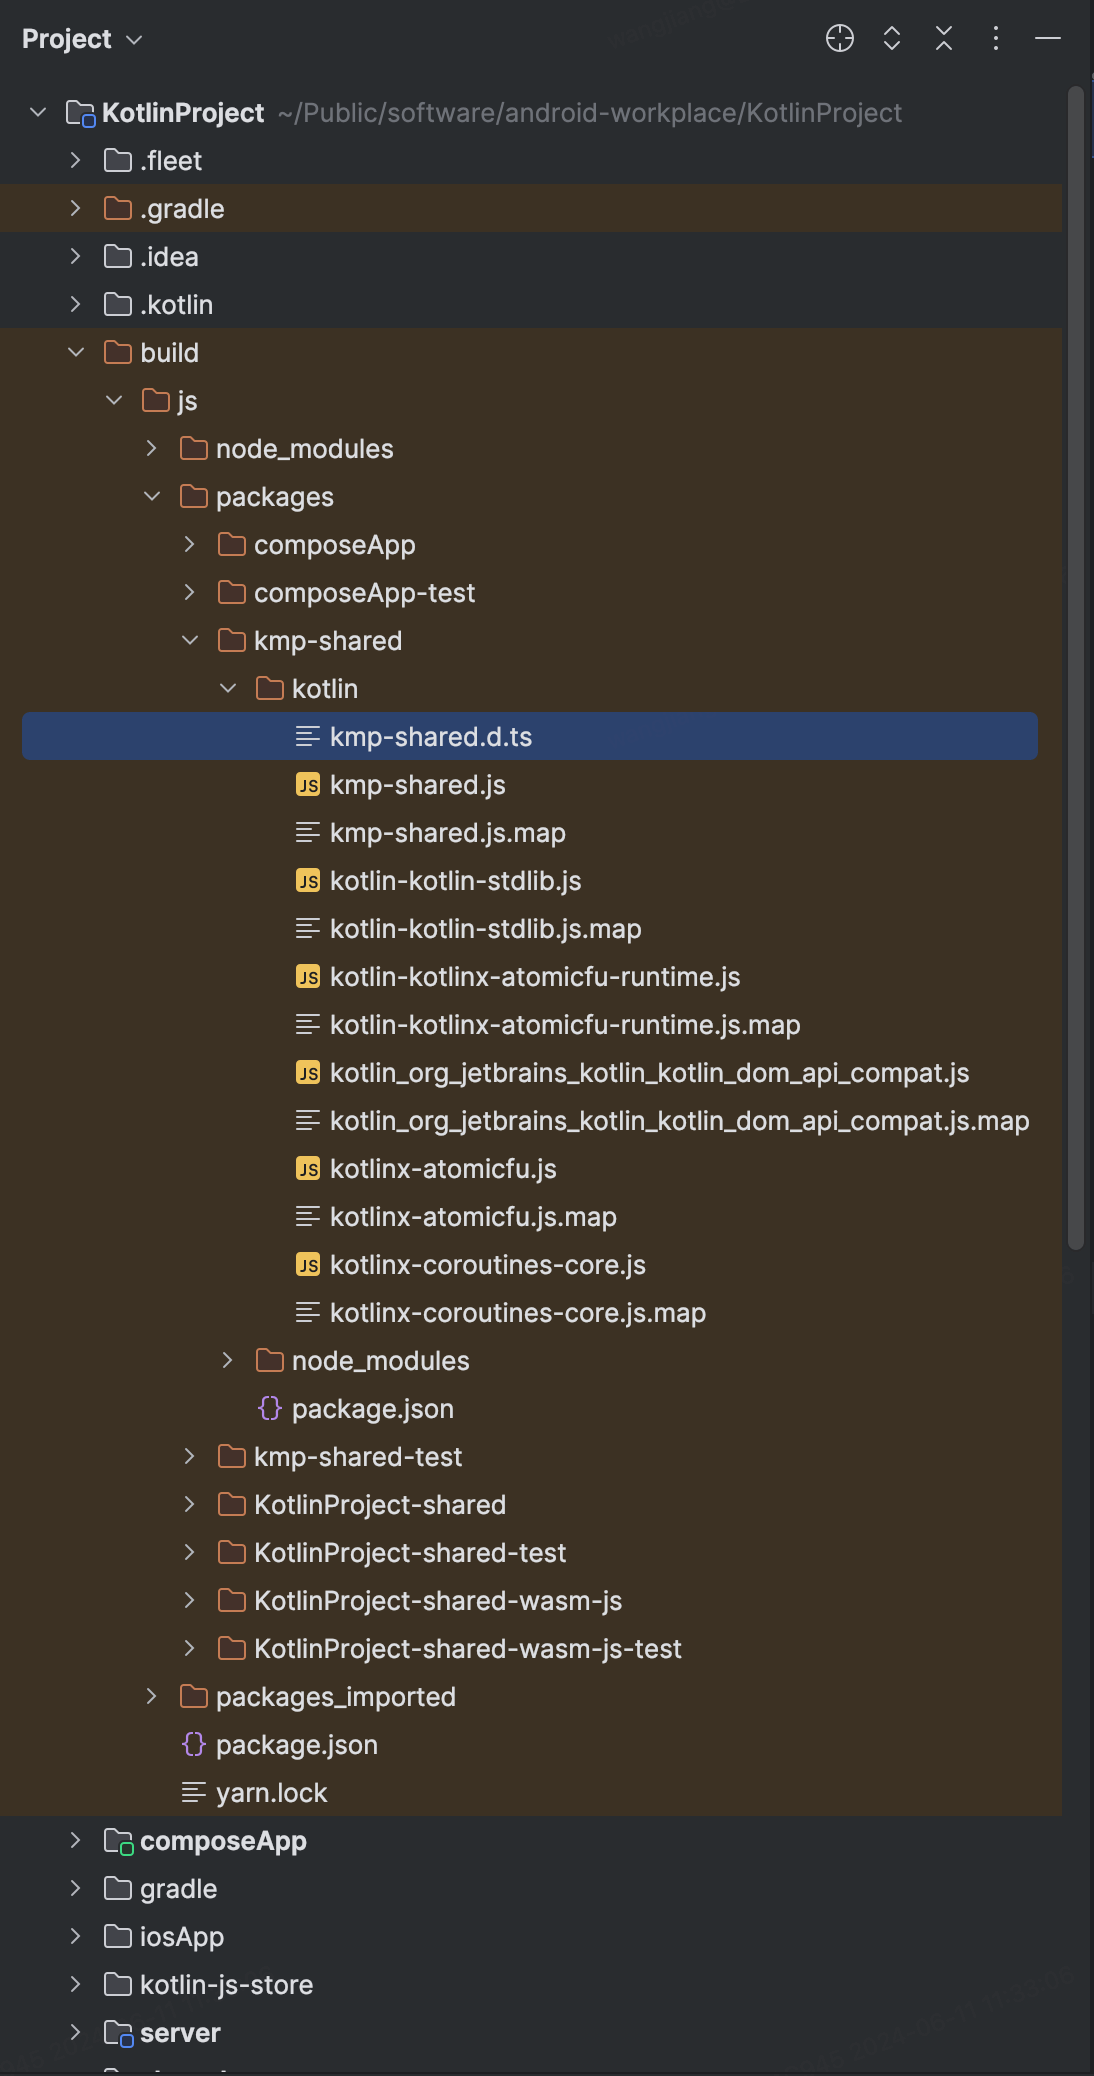 Project
KotlinProject ~/Public/software/android-workplace/KotlinProject
.fleet
.gradle
.idea
.kotlin
build
js
node_modules
packages
composeApp
composeApp-test
kmp-shared
kotlin
kmp-shared.d.ts
JS kmp-shared.js
kmp-shared.js.map
JS kotlin-kotlin-stdlib.js
kotlin-kotlin-stdlib.js.map
JS kotlin-kotlinx-atomicfu-runtime.js
kotlin-kotlinx-atomicfu-runtime.js.map
JS kotlin_org_jetbrains_kotlin_kotlin_dom_api_compat.js
kotlin_org_jetbrains_kotlin_kotlin_dom_api_compat.js.map
JS kotlinx-atomicfu.js
kotlinx-atomicfu.js.map
JS kotlinx-coroutines-core.js
kotlinx-coroutines-core.js.map
node_modules
{} package.json
kmp-shared-test
KotlinProject-shared
KotlinProject-shared-test
KotlinProject-shared-wasm-js
KotlinProject-shared-wasm-js-test
packages_imported
{} package.json
yarn.lock
composeApp
gradle
iosApp
kotlin-js-store
server